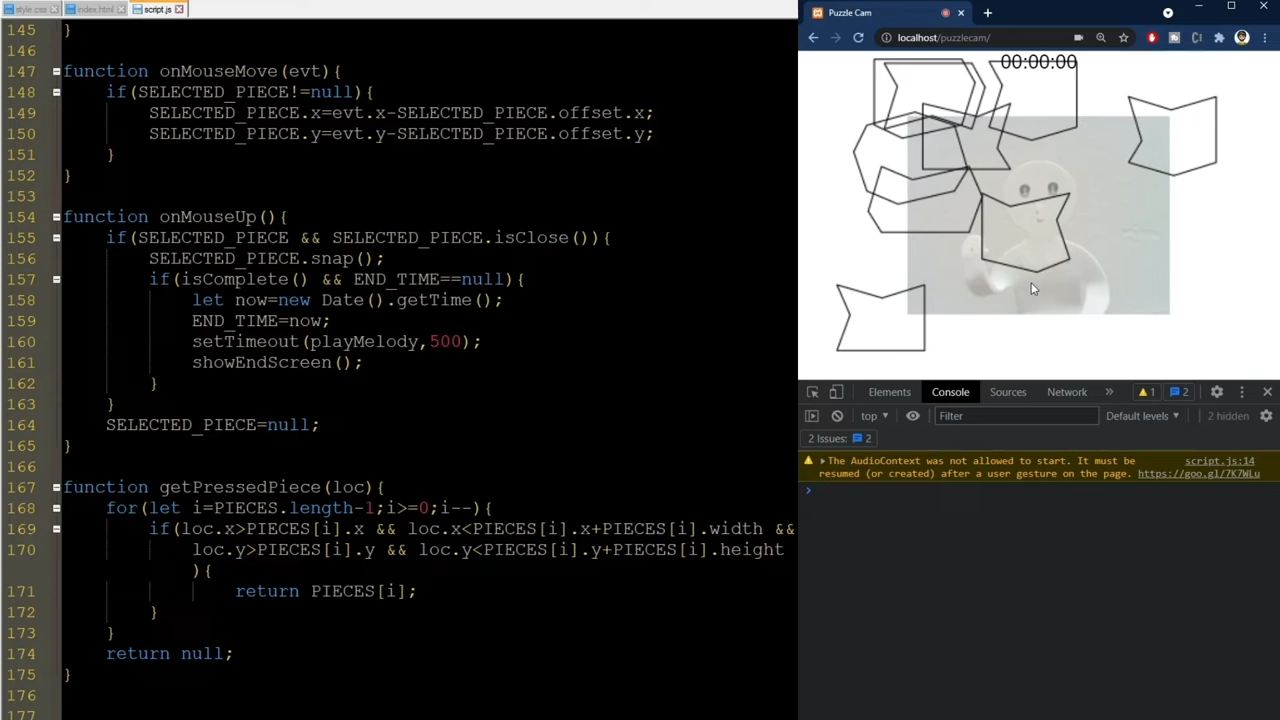 style.css index.html script.js
145 }
146
147 function onMouseMove(evt){
148 if(SELECTED_PIECE!=null){
149 SELECTED_PIECE.x=evt.x-SELECTED_PIECE.offset.x;
150 SELECTED_PIECE.y=evt.y-SELECTED_PIECE.offset.y;
151 }
152 }
153
154 function onMouseUp(){
155 if(SELECTED_PIECE && SELECTED_PIECE.isClose()){
156 SELECTED_PIECE.snap();
157 if(isComplete() && END_TIME==null){
158 let now=new Date().getTime();
159 END_TIME=now;
160 setTimeout(playMelody,500);
161 showEndScreen();
162 }
163 }
164 SELECTED_PIECE=null;
165 }
166
167 function getPressedPiece(loc){
168 for(let i=PIECES.length-1;i>=0;i--){
169 if(loc.x>PIECES[i].x && loc.x<PIECES[i].x+PIECES[i].width &&
170 loc.y>PIECES[i].y && loc.y<PIECES[i].y+PIECES[i].height
){
171 return PIECES[i];
172 }
173 }
174 return null;
175 }
176
177
Puzzle Cam
localhost/puzzlecam/
00:00:00
Elements Console Sources Network » 1 2
top Filter Default levels 2 hidden
2 Issues: 2
The AudioContext was not allowed to start. It must be script.js:14
resumed (or created) after a user gesture on the page. https://goo.gl/7K7WLu